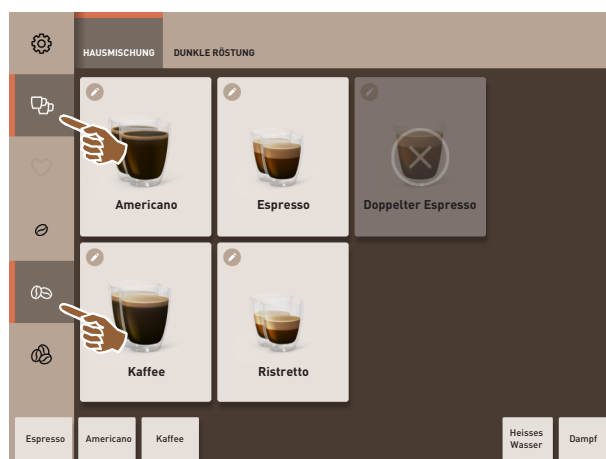 HAUSMISCHUNG
DUNKLE RÖSTUNG
Americano
Espresso
Doppelter Espresso
Kaffee
Ristretto
Espresso
Americano
Kaffee
Heisses
Wasser
Dampf